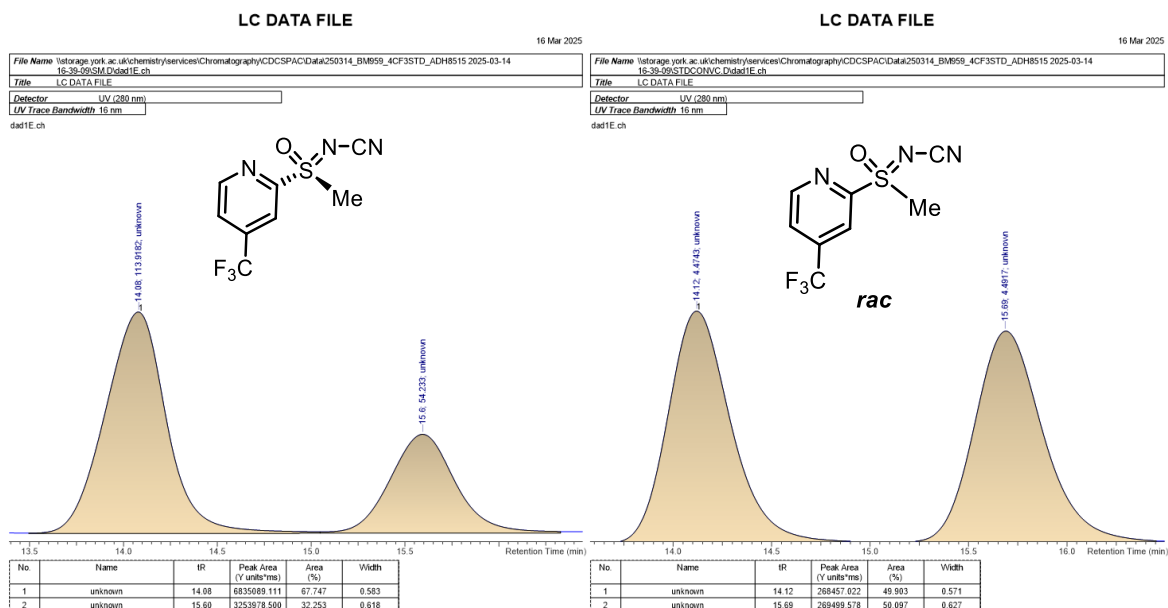 LC DATA FILE
16 Mar 2025
File Name \\storage.york.ac.uk\chemistry\services\Chromatography\CDCSPAC\Data\250314_BM959_4CF3STD_ADH8515 2025-03-14
16-39-09\SM.D\dad1E.ch
Title LC DATA FILE
Detector UV (280 nm)
UV Trace Bandwidth 16 nm
dad1E.ch
O
N
CN
N
S
Me
F3C
14.08; 113.9182; unknown
15.6; 54.233; unknown
13.5 14.0 14.5 15.0 15.5 Retention Time (min)
No. Name tR Peak Area (Y units*ms) Area (%) Width
1 unknown 14.08 6835089.111 67.747 0.583
2 unknown 15.60 3253978.500 32.253 0.618
LC DATA FILE
16 Mar 2025
File Name \\storage.york.ac.uk\chemistry\services\Chromatography\CDCSPAC\Data\250314_BM959_4CF3STD_ADH8515 2025-03-14
16-39-09\STDCONVC.D\dad1E.ch
Title LC DATA FILE
Detector UV (280 nm)
UV Trace Bandwidth 16 nm
dad1E.ch
O
N
CN
N
S
Me
F3C
rac
14.12; 4.4743; unknown
15.69; 4.4917; unknown
14.0 14.5 15.0 15.5 16.0 Retention Time (min)
No. Name tR Peak Area (Y units*ms) Area (%) Width
1 unknown 14.12 268457.022 49.903 0.571
2 unknown 15.69 269499.578 50.097 0.627